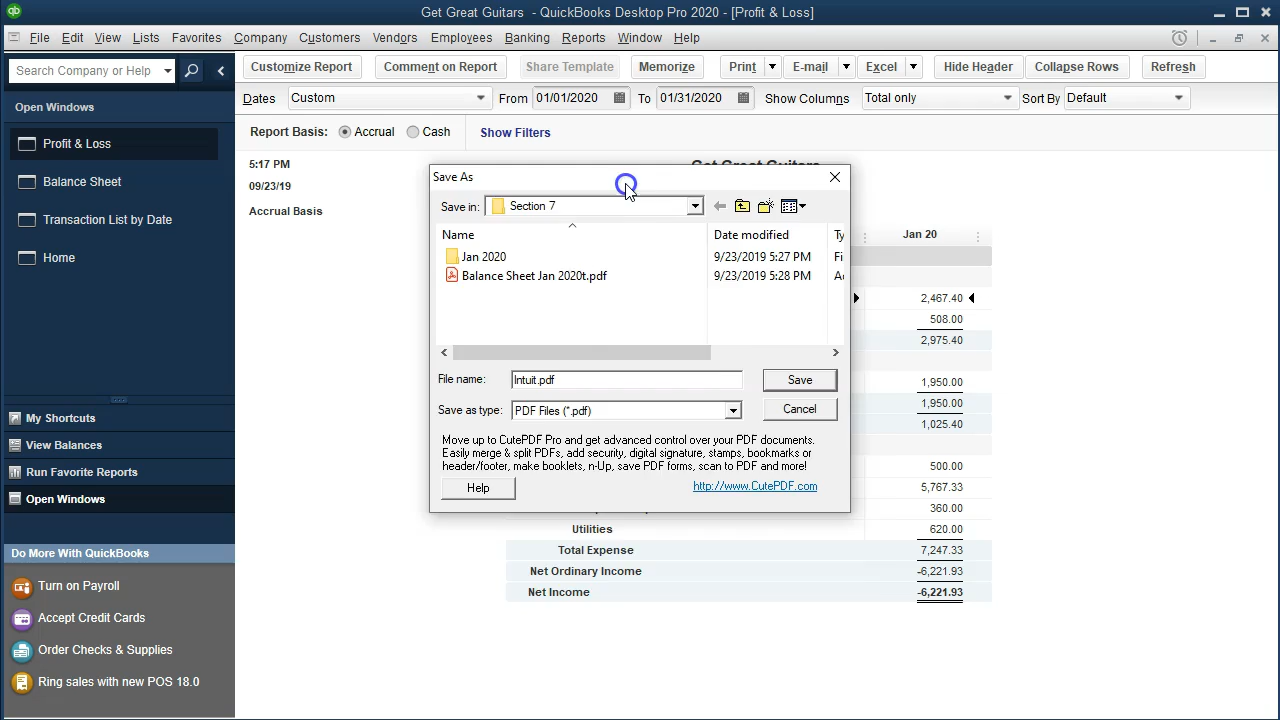 qb
Get Great Guitars - QuickBooks Desktop Pro 2020 - [Profit & Loss]
File Edit View Lists Favorites Company Customers Vendors Employees Banking Reports Window Help
Search Company or Help
Customize Report Comment on Report Share Template Memorize Print E-mail Excel Hide Header Collapse Rows Refresh
Dates Custom From 01/01/2020 To 01/31/2020 Show Columns Total only Sort By Default
Report Basis: Accrual Cash Show Filters
Open Windows
Profit & Loss
Balance Sheet
Transaction List by Date
Home
My Shortcuts
View Balances
Run Favorite Reports
Open Windows
Do More With QuickBooks
Turn on Payroll
Accept Credit Cards
Order Checks & Supplies
Ring sales with new POS 18.0
5:17 PM
09/23/19
Accrual Basis
Get Great Guitars
Save As
Save in: Section 7
Name Date modified Ty
Jan 2020 9/23/2019 5:27 PM Fi
Balance Sheet Jan 2020t.pdf 9/23/2019 5:28 PM
File name: Intuit.pdf Save
Save as type: PDF Files (*.pdf) Cancel
Move up to CutePDF Pro and get advanced control over your PDF documents.
Easily merge & split PDFs, add security, digital signature, stamps, bookmarks or
header/footer, make booklets, n-Up, save PDF forms, scan to PDF and more!
Help http://www.CutePDF.com
Jan 20
2,467.40
508.00
2,975.40
1,950.00
1,950.00
1,025.40
500.00
5,767.33
360.00
Utilities 620.00
Total Expense 7,247.33
Net Ordinary Income -6,221.93
Net Income -6,221.93